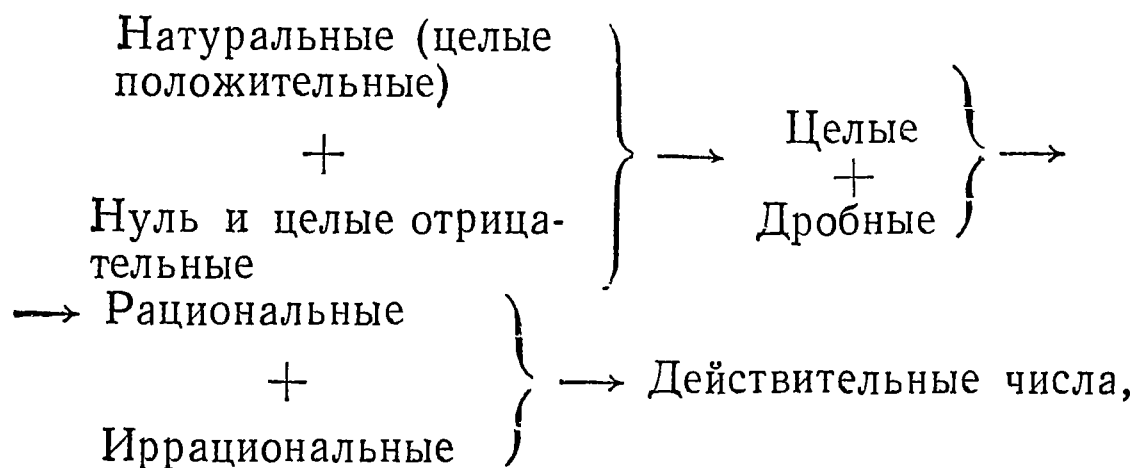 Натуральные (целые
положительные)
+
Нуль и целые отрица-
тельные
Целые
+
Дробные
Рациональные
+
Иррациональные
Действительные числа,